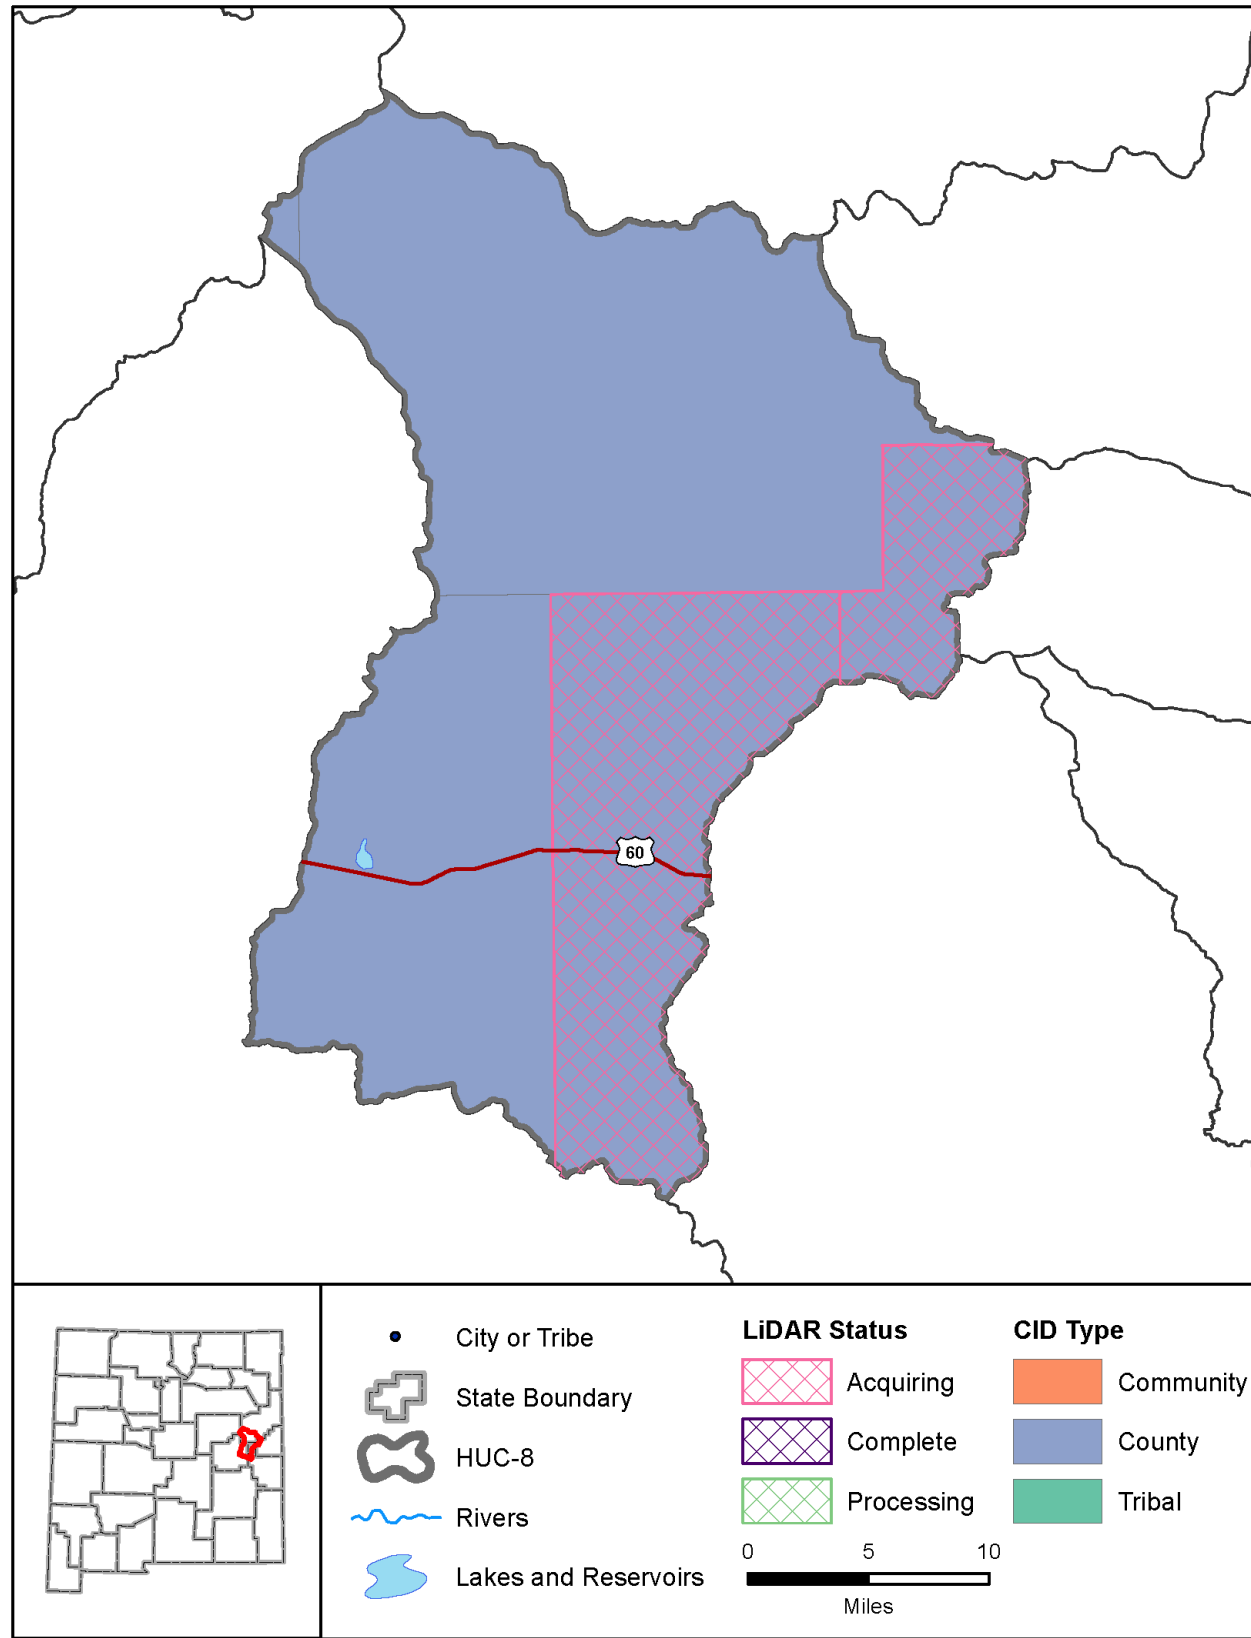 60
City or Tribe
State Boundary
HUC-8
Rivers
Lakes and Reservoirs
LiDAR Status
Acquiring
Complete
Processing
0 5 10
Miles
CID Type
Community
County
Tribal